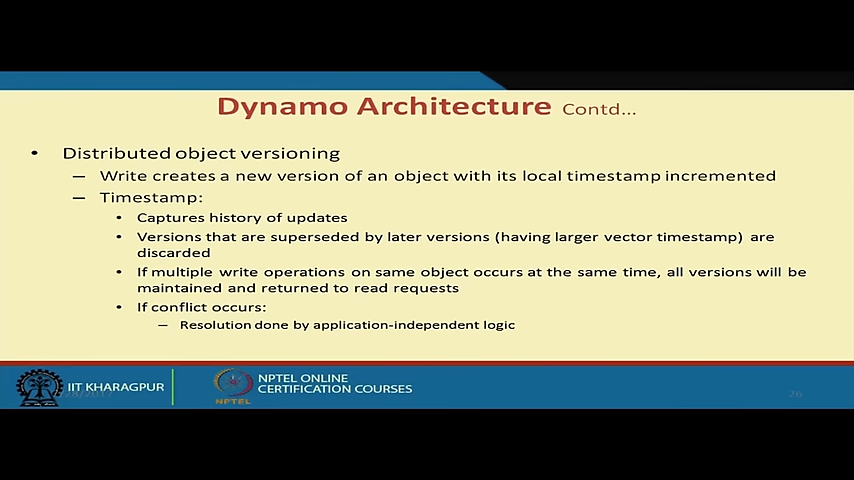 Dynamo Architecture Contd...
• Distributed object versioning
– Write creates a new version of an object with its local timestamp incremented
– Timestamp:
• Captures history of updates
• Versions that are superseded by later versions (having larger vector timestamp) are
discarded
• If multiple write operations on same object occurs at the same time, all versions will be
maintained and returned to read requests
• If conflict occurs:
– Resolution done by application-independent logic
IIT KHARAGPUR
NPTEL
NPTEL ONLINE
CERTIFICATION COURSES
26